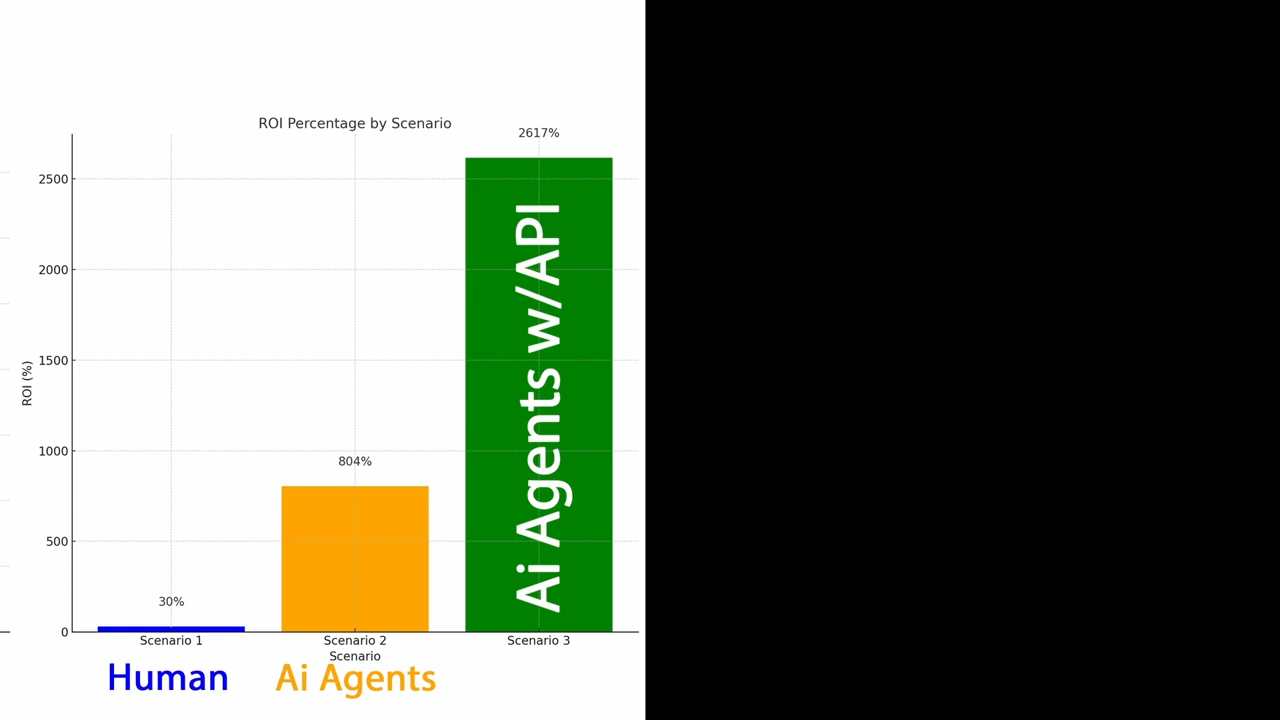 ROI Percentage by Scenario
2617%
2500
2000
1500
1000
500
0
ROI (%)
804%
30%
Ai Agents w/API
Scenario 1
Scenario 2
Scenario 3
Scenario
Human
Ai Agents